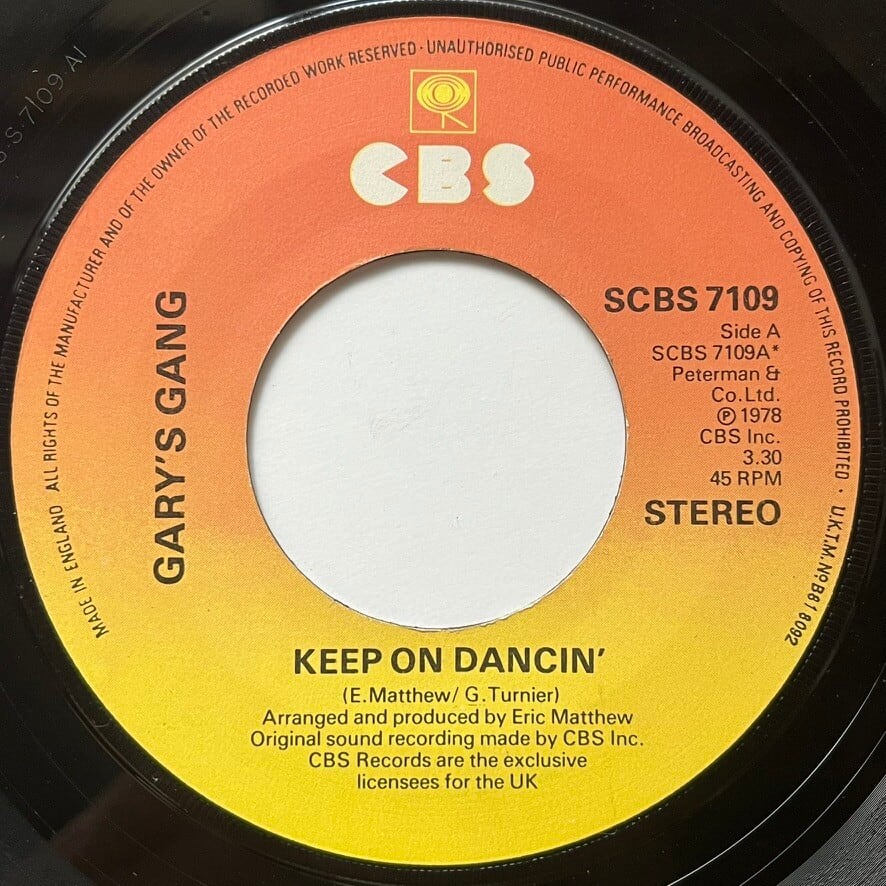 S 7109 A1
MADE IN ENGLAND ALL RIGHTS OF THE MANUFACTURER AND OF THE OWNER OF THE RECORDED WORK RESERVED · UNAUTHORISED PUBLIC PERFORMANCE BROADCASTING AND COPYING OF THIS RECORD PROHIBITED · U.K.T.M. Nº B618092
CBS
GARY'S GANG
SCBS 7109
Side A
SCBS 7109A*
Peterman &
Co.Ltd.
℗ 1978
CBS Inc.
3.30
45 RPM
STEREO
KEEP ON DANCIN'
(E.Matthew/ G.Turnier)
Arranged and produced by Eric Matthew
Original sound recording made by CBS Inc.
CBS Records are the exclusive
licensees for the UK